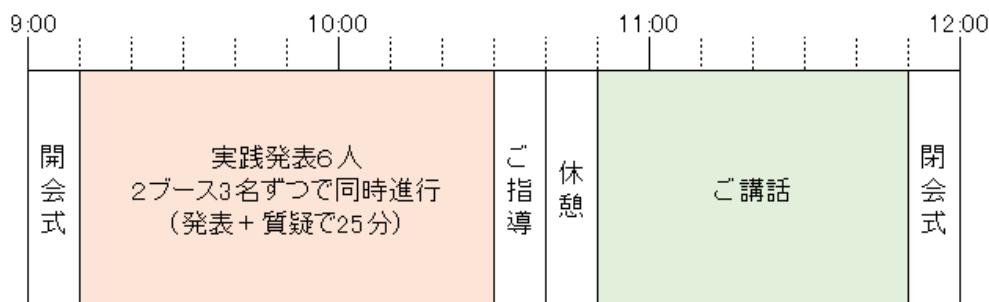 9:00
10:00
11:00
12:00
開会式
実践発表6人
2ブース3名ずつで同時進行
（発表＋質疑で25分）
ご指導
休憩
ご講話
閉会式